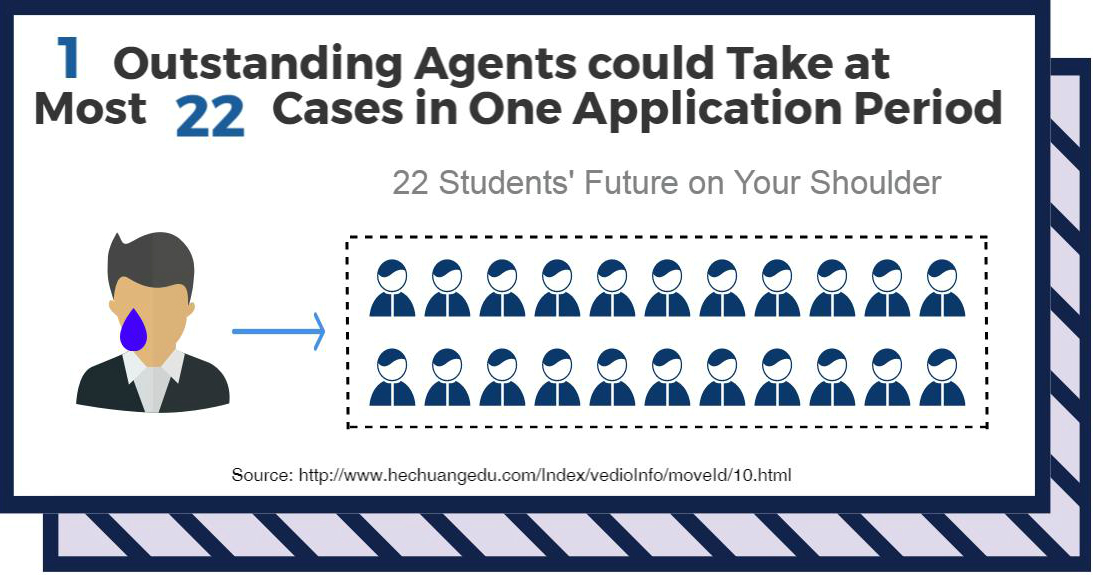 1 Outstanding Agents could Take at
Most 22 Cases in One Application Period
22 Students' Future on Your Shoulder
Source: http://www.hechuangedu.com/Index/vedioInfo/moveId/10.html